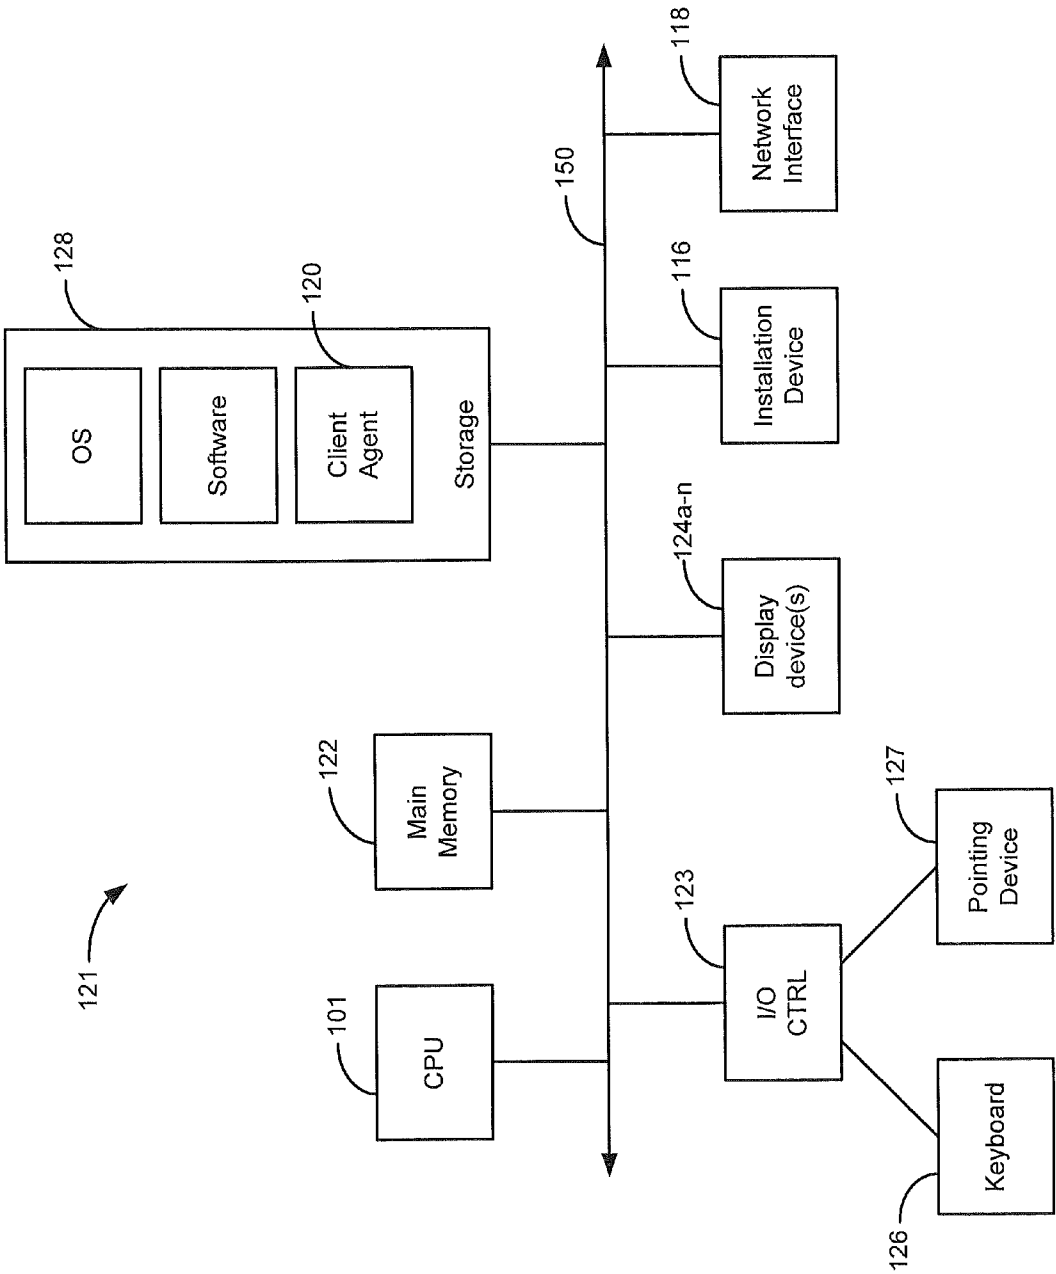 121
128
OS
Software
120
Client
Agent
Storage
101
CPU
122
Main
Memory
150
123
I/O
CTRL
124a-n
Display
device(s)
116
Installation
Device
118
Network
Interface
126
Keyboard
127
Pointing
Device